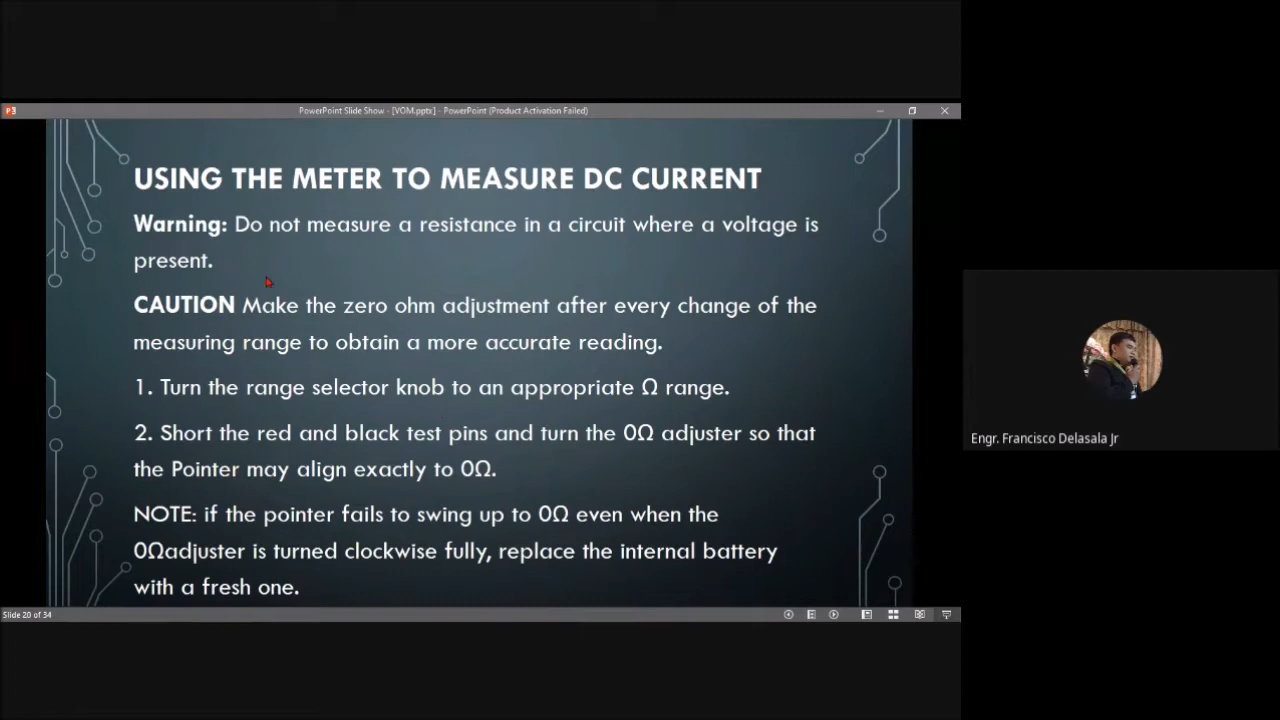 PowerPoint Slide Show - [VOM.pptx] - PowerPoint (Product Activation Failed)
USING THE METER TO MEASURE DC CURRENT
Warning: Do not measure a resistance in a circuit where a voltage is
present.
CAUTION Make the zero ohm adjustment after every change of the
measuring range to obtain a more accurate reading.
1. Turn the range selector knob to an appropriate Ω range.
2. Short the red and black test pins and turn the 0Ω adjuster so that
the Pointer may align exactly to 0Ω.
NOTE: if the pointer fails to swing up to 0Ω even when the
0Ωadjuster is turned clockwise fully, replace the internal battery
with a fresh one.
Slide 20 of 34
Engr. Francisco Delasala Jr